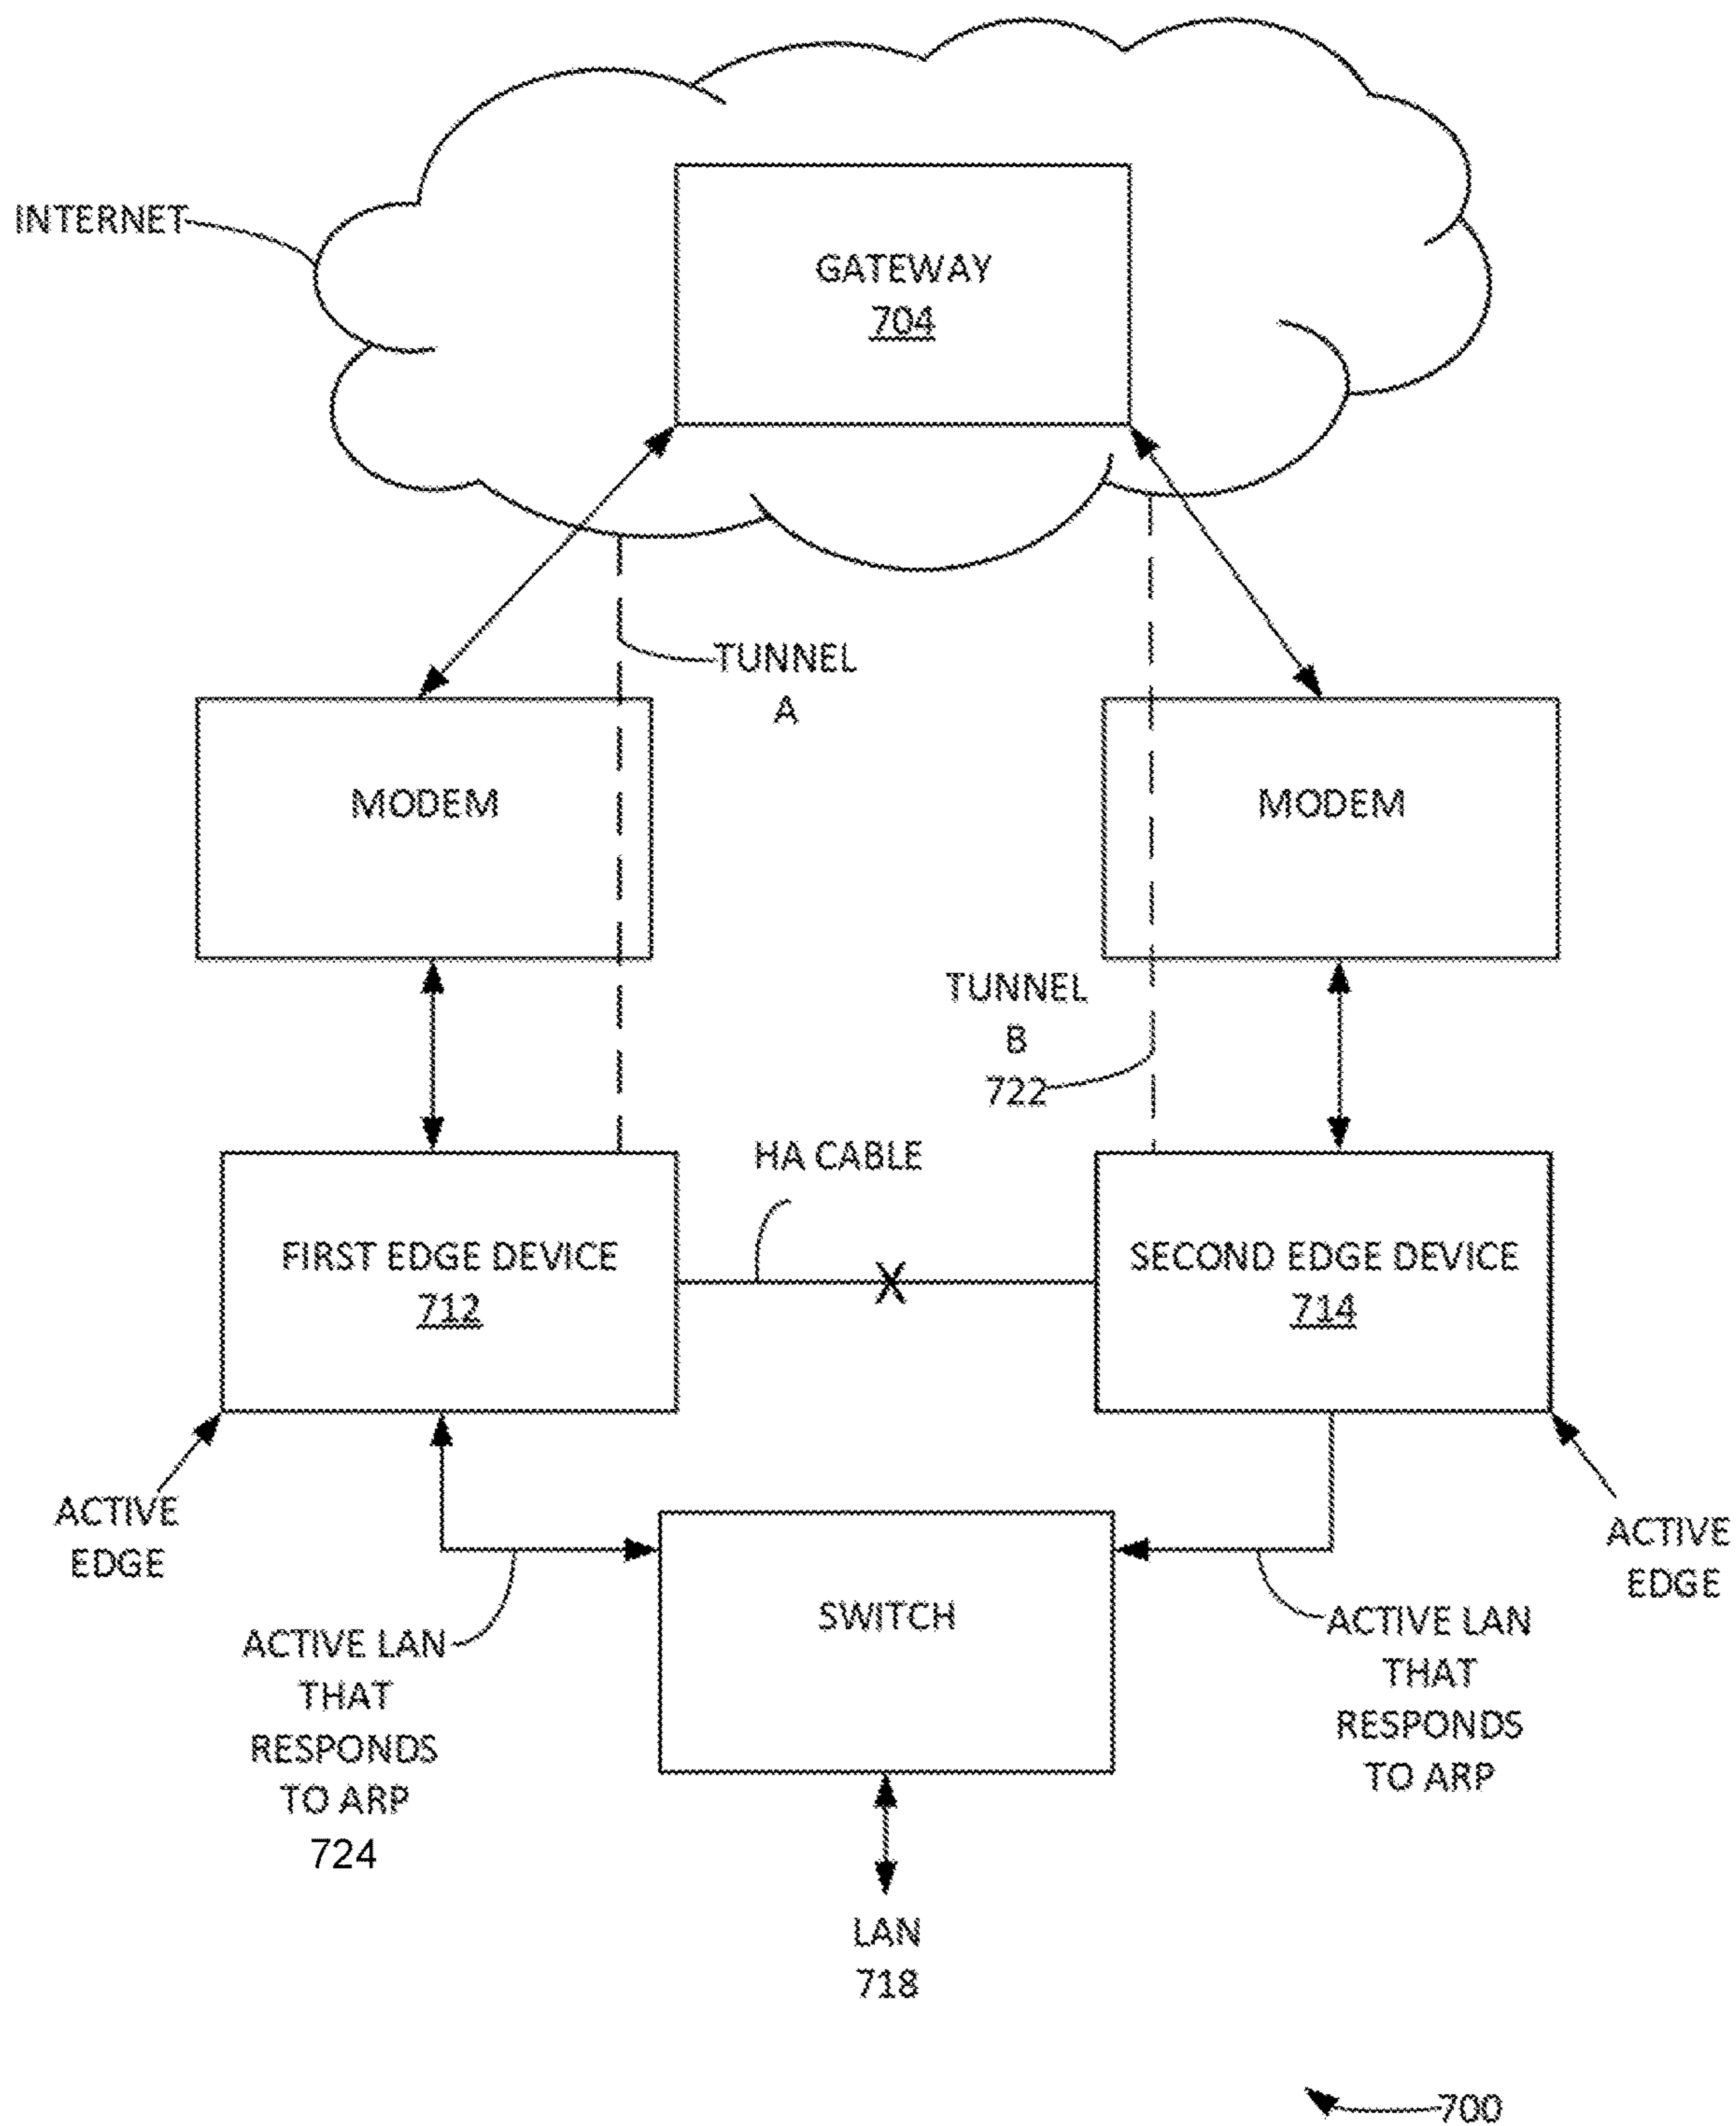 INTERNET
GATEWAY
704
TUNNEL
A
MODEM
MODEM
TUNNEL
B
722
HA CABLE
FIRST EDGE DEVICE
712
X
SECOND EDGE DEVICE
714
ACTIVE
EDGE
ACTIVE
EDGE
SWITCH
ACTIVE LAN
THAT
RESPONDS
TO ARP
724
ACTIVE LAN
THAT
RESPONDS
TO ARP
LAN
718
700